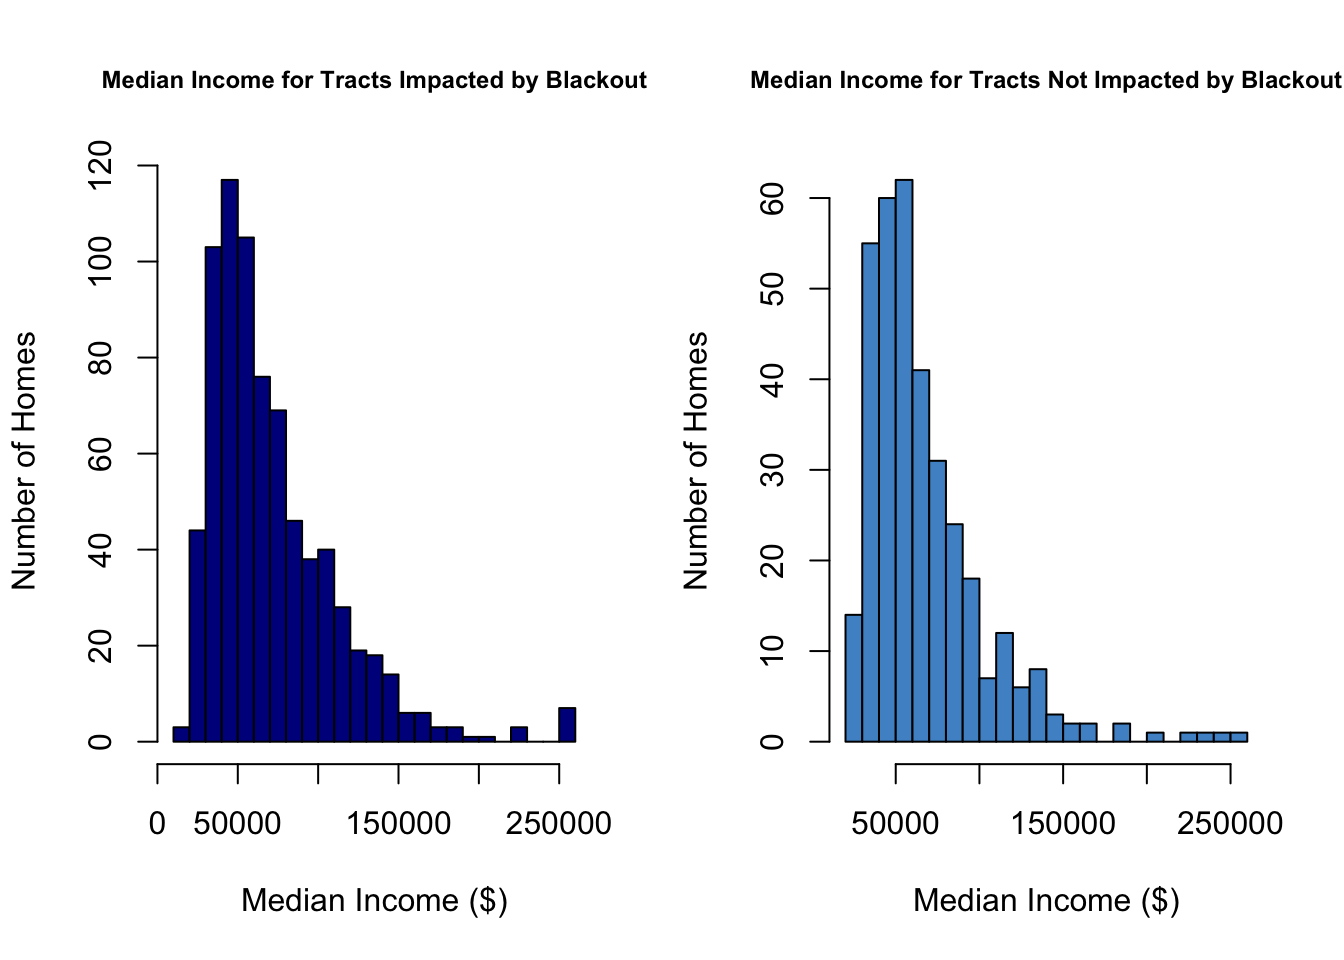 Median Income for Tracts Impacted by Blackout
Number of Homes
120
100
80
60
40
20
0
0 50000 150000 250000
Median Income ($)
Median Income for Tracts Not Impacted by Blackout
Number of Homes
60
50
40
30
20
10
0
50000 150000 250000
Median Income ($)